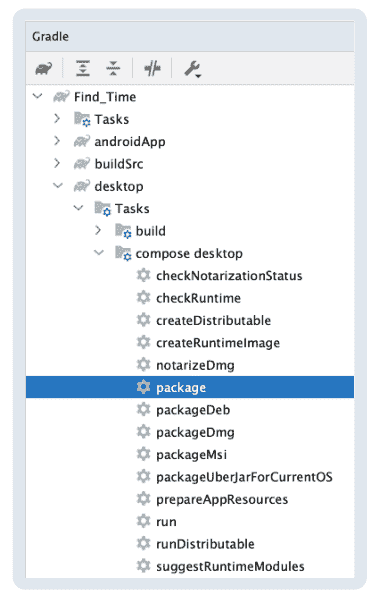 Gradle
Find_Time
Tasks
androidApp
buildSrc
desktop
Tasks
build
compose desktop
checkNotarizationStatus
checkRuntime
createDistributable
createRuntimeImage
notarizeDmg
package
packageDeb
packageDmg
packageMsi
packageUberJarForCurrentOS
prepareAppResources
run
runDistributable
suggestRuntimeModules